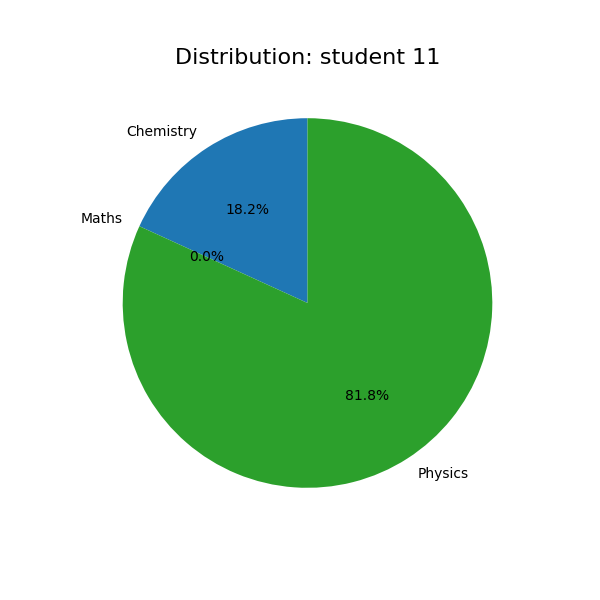 Distribution: student 11
Chemistry
18.2%
Maths
0.0%
81.8%
Physics